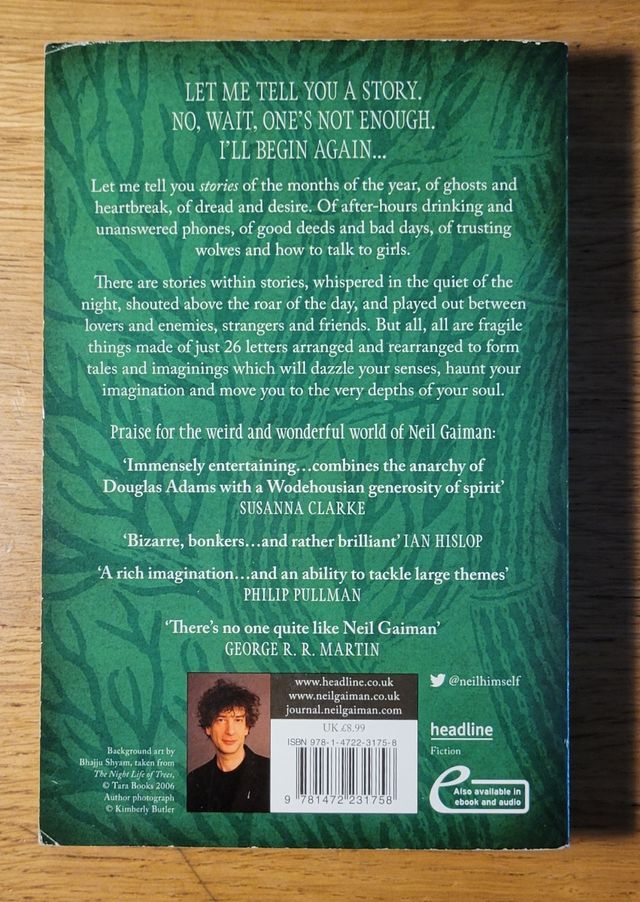 LET ME TELL YOU A STORY.
NO, WAIT, ONE'S NOT ENOUGH.
I'LL BEGIN AGAIN...
Let me tell you stories of the months of the year, of ghosts and
heartbreak, of dread and desire. Of after-hours drinking and
unanswered phones, of good deeds and bad days, of trusting
wolves and how to talk to girls.
There are stories within stories, whispered in the quiet of the
night, shouted above the roar of the day, and played out between
lovers and enemies, strangers and friends. But all, all are fragile
things made of just 26 letters arranged and rearranged to form
tales and imaginings which will dazzle your senses, haunt your
imagination and move you to the very depths of your soul.
Praise for the weird and wonderful world of Neil Gaiman:
'Immensely entertaining...combines the anarchy of
Douglas Adams with a Wodehousian generosity of spirit'
SUSANNA CLARKE
'Bizarre, bonkers...and rather brilliant' IAN HISLOP
'A rich imagination...and an ability to tackle large themes'
PHILIP PULLMAN
'There's no one quite like Neil Gaiman'
GEORGE R. R. MARTIN
Background art by
Bhajju Shyam, taken from
The Night Life of Trees,
© Tara Books 2006
Author photograph
© Kimberly Butler
www.headline.co.uk
www.neilgaiman.co.uk
journal.neilgaiman.com
UK £8.99
ISBN 978-1-4722-3175-8
9 781472 231758
@neilhimself
headline
Fiction
e
Also available in
ebook and audio